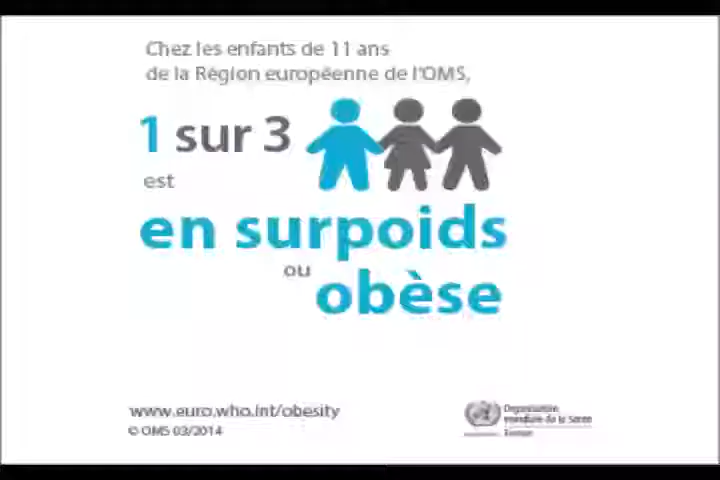 Chez les enfants de 11 ans
de la Région européenne de l'OMS,
1 sur 3
est
en surpoids
ou
obèse
www.euro.who.int/obesity
© OMS 03/2014
Organisation
mondiale de la Santé
Europe